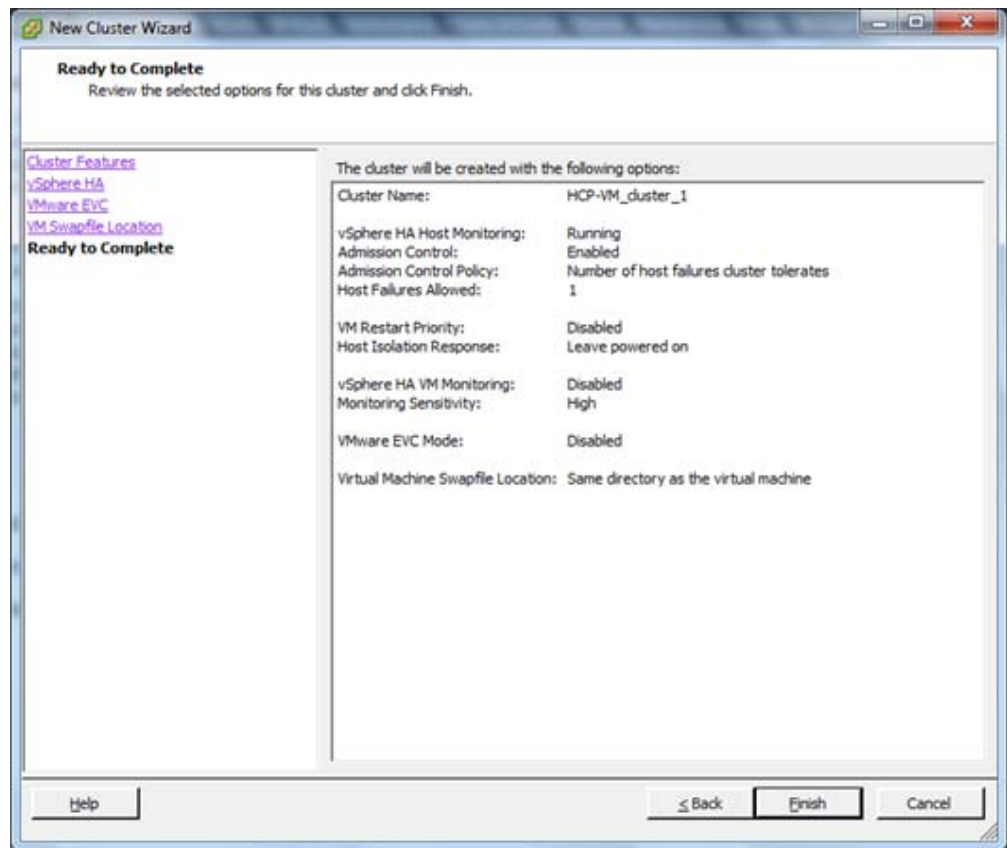 New Cluster Wizard
Ready to Complete
Review the selected options for this cluster and click Finish.
Cluster Features
vSphere HA
VMware EVC
VM Swapfile Location
Ready to Complete
The cluster will be created with the following options:
Cluster Name: HCP-VM_cluster_1
vSphere HA Host Monitoring: Running
Admission Control: Enabled
Admission Control Policy: Number of host failures cluster tolerates
Host Failures Allowed: 1
VM Restart Priority: Disabled
Host Isolation Response: Leave powered on
vSphere HA VM Monitoring: Disabled
Monitoring Sensitivity: High
VMware EVC Mode: Disabled
Virtual Machine Swapfile Location: Same directory as the virtual machine
Help
< Back
Finish
Cancel